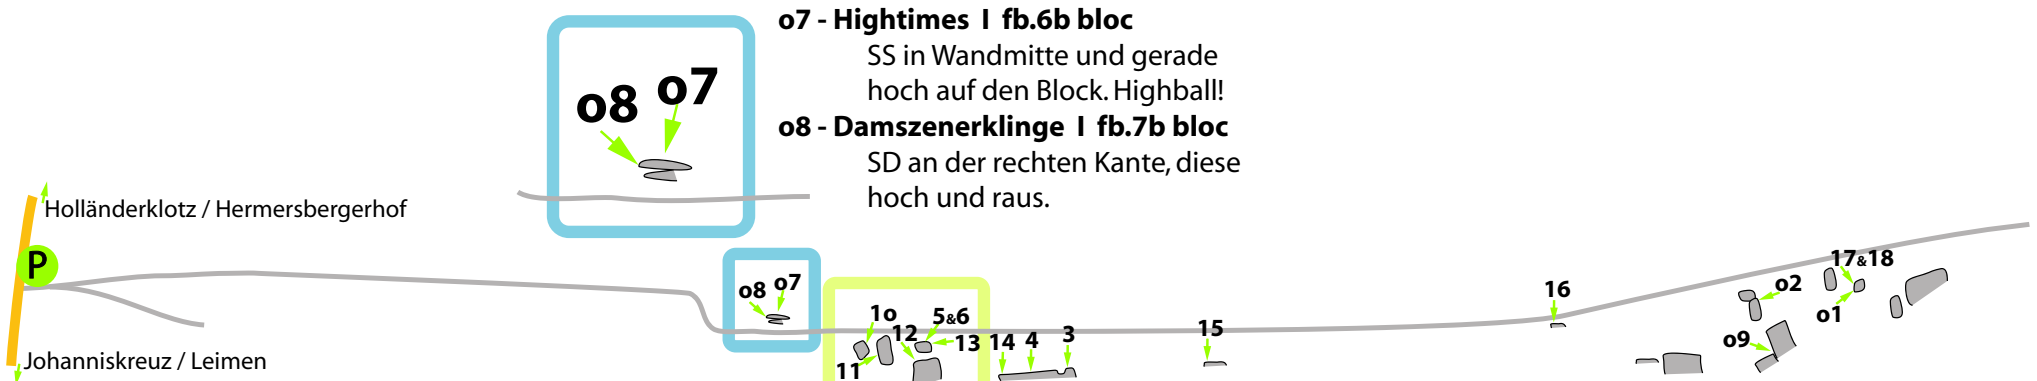 o7 - Hightimes I fb.6b bloc
SS in Wandmitte und gerade
hoch auf den Block. Highball!
o8 - Damszenerklinge I fb.7b bloc
SD an der rechten Kante, diese
hoch und raus.
o8 o7
Holländerklotz / Hermersbergerhof
P
Johanniskreuz / Leimen
o8 o7
1o
11
12
5&6
13
14
4
3
15
16
o2
17&18
o1
o9